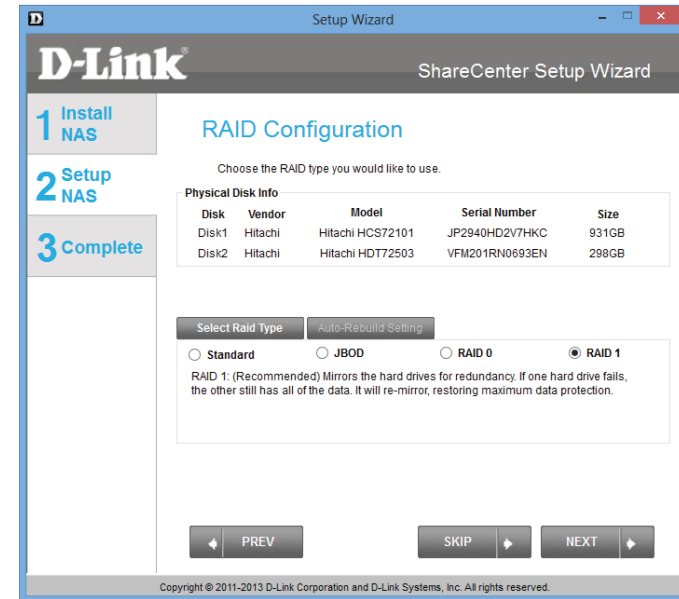 D Setup Wizard
D-Link®
ShareCenter Setup Wizard
1 Install NAS
2 Setup NAS
3 Complete
RAID Configuration
Choose the RAID type you would like to use.
Physical Disk Info
Disk Vendor Model Serial Number Size
Disk1 Hitachi Hitachi HCS72101 JP2940HD2V7HKC 931GB
Disk2 Hitachi Hitachi HDT72503 VFM201RN0693EN 298GB
Select Raid Type Auto-Rebuild Setting
Standard JBOD RAID 0 RAID 1
RAID 1: (Recommended) Mirrors the hard drives for redundancy. If one hard drive fails,
the other still has all of the data. It will re-mirror, restoring maximum data protection.
PREV SKIP NEXT
Copyright © 2011-2013 D-Link Corporation and D-Link Systems, Inc. All rights reserved.